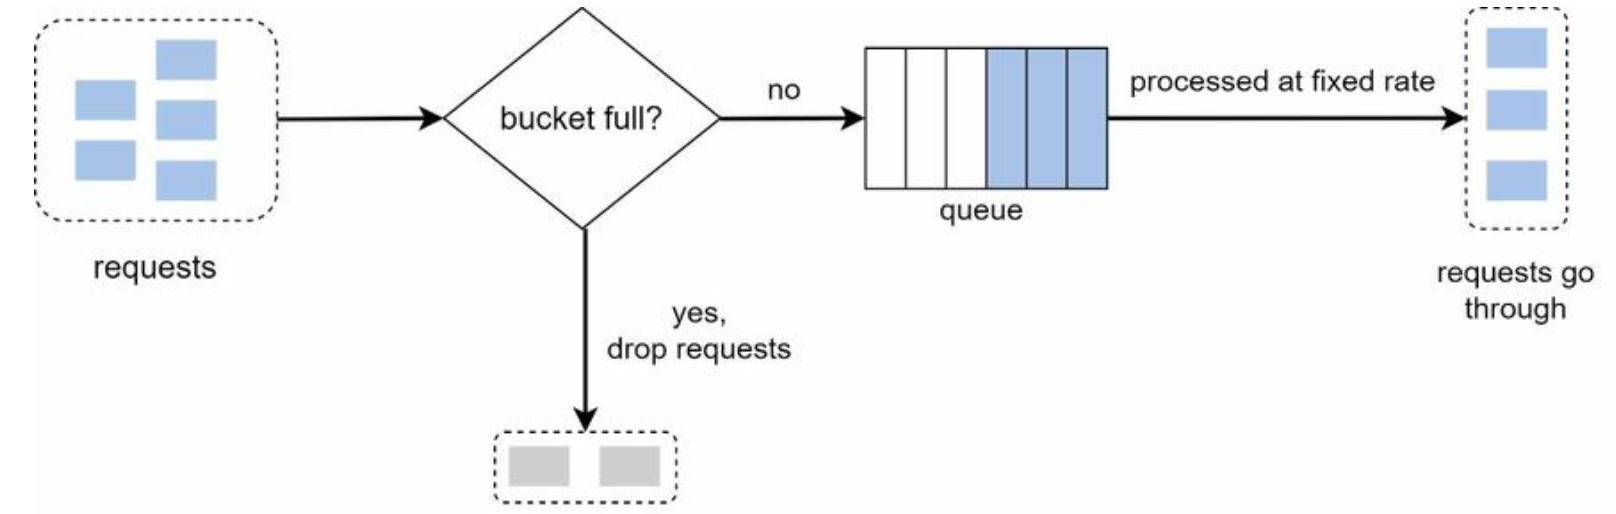 requests
bucket full?
no
yes,
drop requests
queue
processed at fixed rate
requests go
through